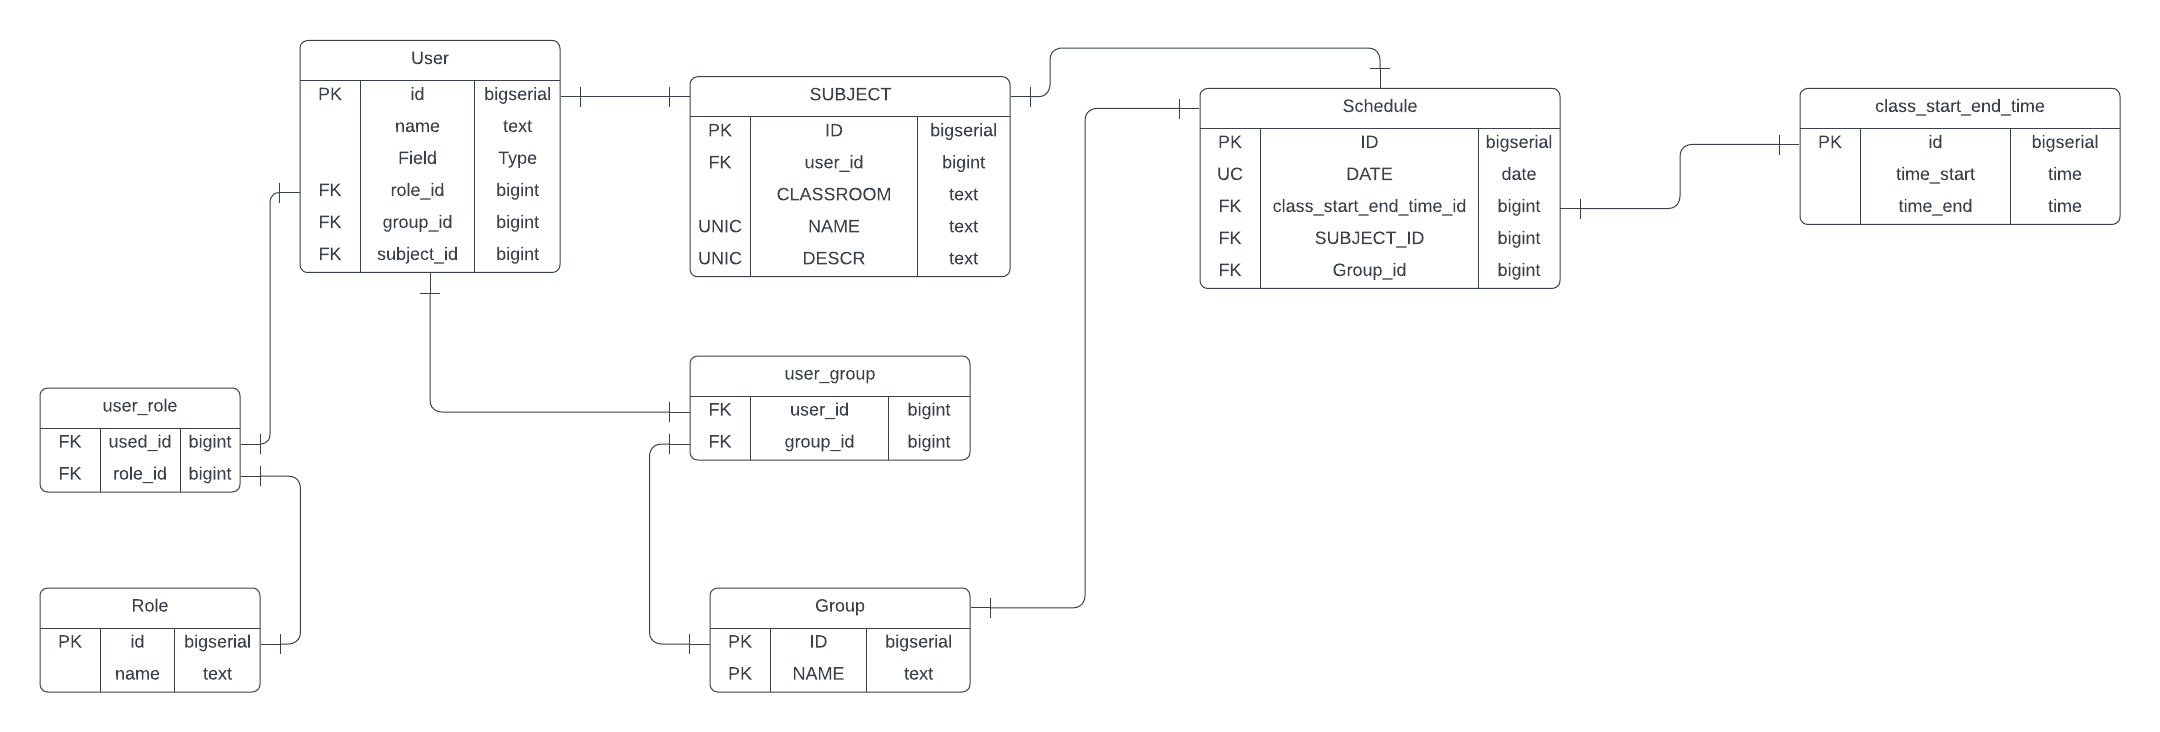 User
PK id bigserial
name text
Field Type
FK role_id bigint
FK group_id bigint
FK subject_id bigint
SUBJECT
PK ID bigserial
FK user_id bigint
CLASSROOM text
UNIC NAME text
UNIC DESCR text
Schedule
PK ID bigserial
UC DATE date
FK class_start_end_time_id bigint
FK SUBJECT_ID bigint
FK Group_id bigint
class_start_end_time
PK id bigserial
time_start time
time_end time
user_role
FK used_id bigint
FK role_id bigint
user_group
FK user_id bigint
FK group_id bigint
Role
PK id bigserial
name text
Group
PK ID bigserial
PK NAME text